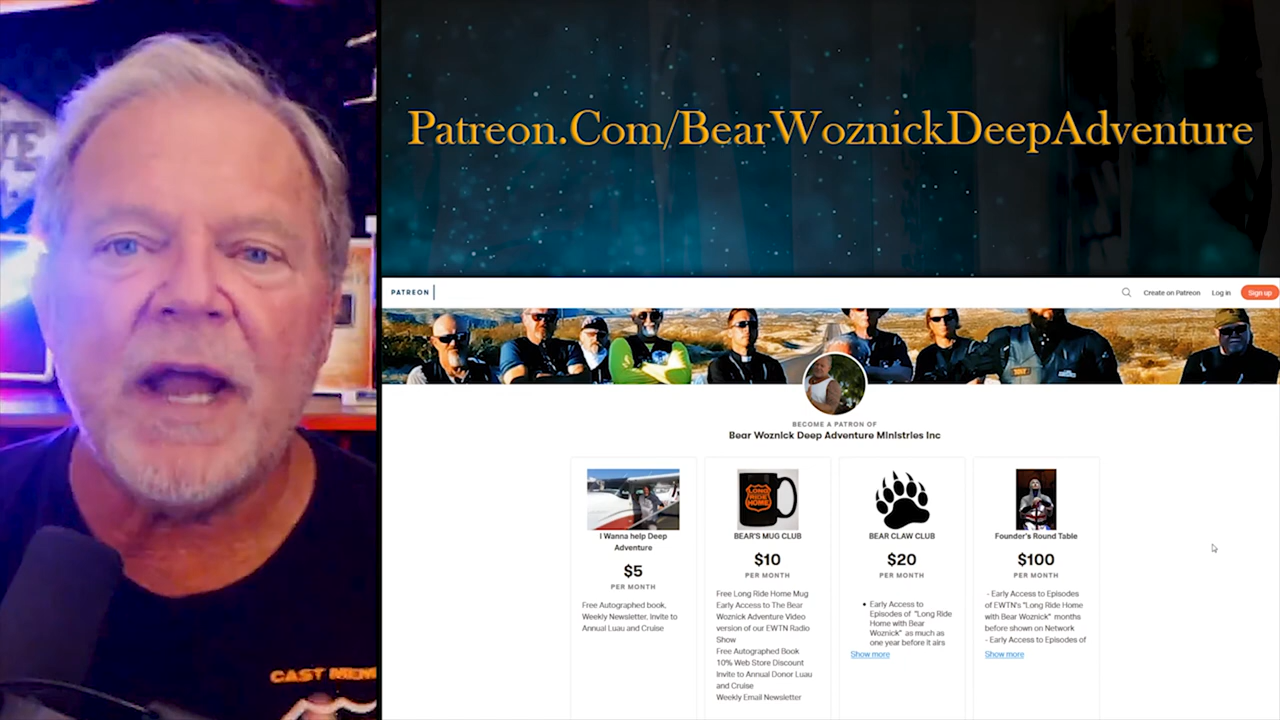 Patreon.Com/BearWoznickDeepAdventure
PATREON
Create on Patreon
Log in
Sign up
BECOME A PATRON OF
Bear Woznick Deep Adventure Ministries Inc
I Wanna help Deep
Adventure
$5
PER MONTH
Free Autographed book,
Weekly Newsletter, Invite to
Annual Luau and Cruise
LONG
RIDE
HOME
BEAR'S MUG CLUB
$10
PER MONTH
Free Long Ride Home Mug
Early Access to The Bear
Woznick Adventure Video
version of our EWTN Radio
Show
Free Autographed Book
10% Web Store Discount
Invite to Annual Donor Luau
and Cruise
Weekly Email Newsletter
BEAR CLAW CLUB
$20
PER MONTH
• Early Access to
Episodes of "Long Ride
Home with Bear
Woznick" as much as
one year before it airs
Show more
Founder's Round Table
$100
PER MONTH
- Early Access to Episodes
of EWTN's "Long Ride Home
with Bear Woznick" months
before shown on Network
- Early Access to Episodes of
Show more
CAST